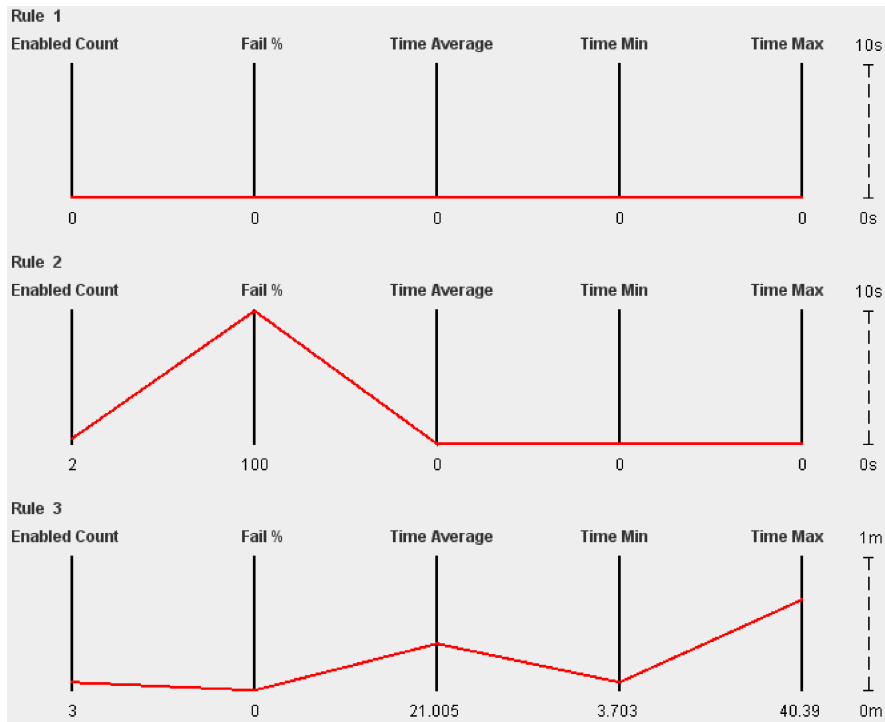 Rule 1
Enabled Count Fail % Time Average Time Min Time Max 10s
0 0 0 0 0 0s
Rule 2
Enabled Count Fail % Time Average Time Min Time Max 10s
2 100 0 0 0 0s
Rule 3
Enabled Count Fail % Time Average Time Min Time Max 1m
3 0 21.005 3.703 40.39 0m